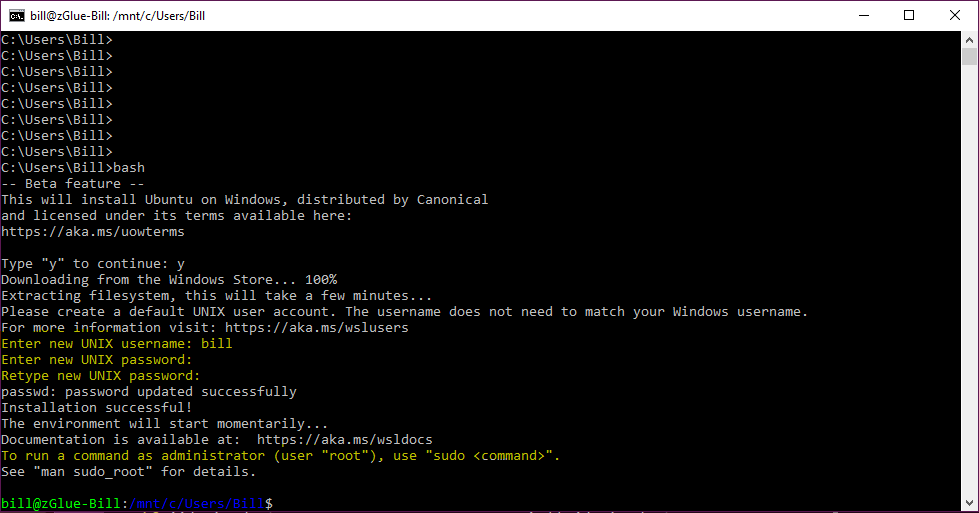 bill@zGlue-Bill: /mnt/c/Users/Bill
C:\Users\Bill>
C:\Users\Bill>
C:\Users\Bill>
C:\Users\Bill>
C:\Users\Bill>
C:\Users\Bill>
C:\Users\Bill>
C:\Users\Bill>
C:\Users\Bill>bash
-- Beta feature --
This will install Ubuntu on Windows, distributed by Canonical
and licensed under its terms available here:
https://aka.ms/uowterms

Type "y" to continue: y
Downloading from the Windows Store... 100%
Extracting filesystem, this will take a few minutes...
Please create a default UNIX user account. The username does not need to match your Windows username.
For more information visit: https://aka.ms/wslusers
Enter new UNIX username: bill
Enter new UNIX password:
Retype new UNIX password:
passwd: password updated successfully
Installation successful!
The environment will start momentarily...
Documentation is available at:  https://aka.ms/wsldocs
To run a command as administrator (user "root"), use "sudo <command>".
See "man sudo_root" for details.

bill@zGlue-Bill:/mnt/c/Users/Bill$